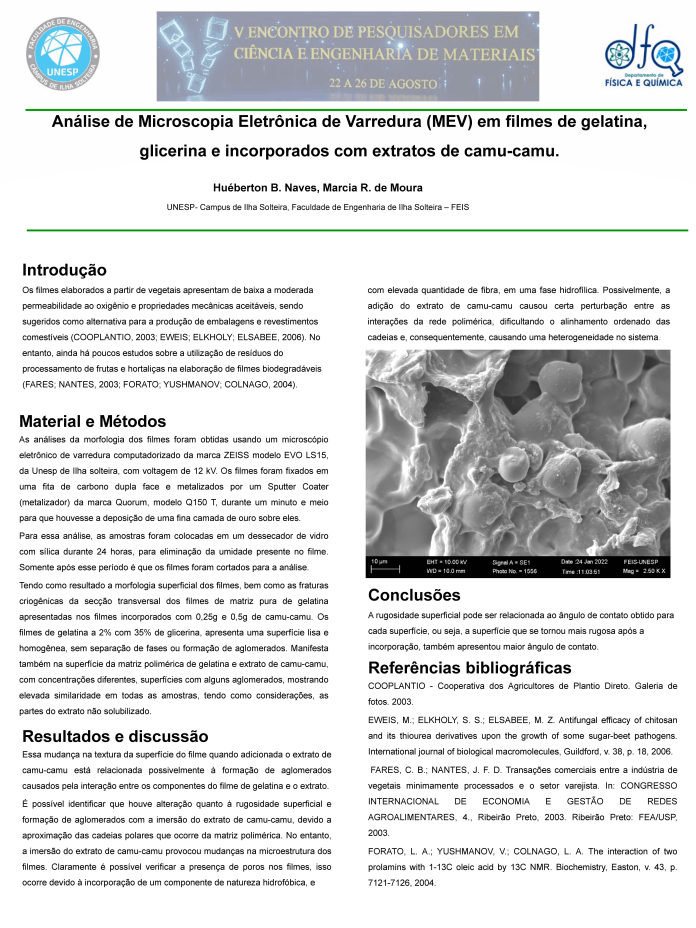 FACULDADE DE ENGENHARIA
UNESP
CÂMPUS DE ILHA SOLTEIRA
V ENCONTRO DE PESQUISADORES EM
CIÊNCIA E ENGENHARIA DE MATERIAIS
22 A 26 DE AGOSTO
dfQ
Departamento de
FÍSICA E QUÍMICA
Análise de Microscopia Eletrônica de Varredura (MEV) em filmes de gelatina,
glicerina e incorporados com extratos de camu-camu.
Huéberton B. Naves, Marcia R. de Moura
UNESP- Campus de Ilha Solteira, Faculdade de Engenharia de Ilha Solteira – FEIS
Introdução
Os filmes elaborados a partir de vegetais apresentam de baixa a moderada
permeabilidade ao oxigênio e propriedades mecânicas aceitáveis, sendo
sugeridos como alternativa para a produção de embalagens e revestimentos
comestíveis (COOPLANTIO, 2003; EWEIS; ELKHOLY; ELSABEE, 2006). No
entanto, ainda há poucos estudos sobre a utilização de resíduos do
processamento de frutas e hortaliças na elaboração de filmes biodegradáveis
(FARES; NANTES, 2003; FORATO; YUSHMANOV; COLNAGO, 2004).
Material e Métodos
As análises da morfologia dos filmes foram obtidas usando um microscópio
eletrônico de varredura computadorizado da marca ZEISS modelo EVO LS15,
da Unesp de Ilha solteira, com voltagem de 12 kV. Os filmes foram fixados em
uma fita de carbono dupla face e metalizados por um Sputter Coater
(metalizador) da marca Quorum, modelo Q150 T, durante um minuto e meio
para que houvesse a deposição de uma fina camada de ouro sobre eles.
Para essa análise, as amostras foram colocadas em um dessecador de vidro
com sílica durante 24 horas, para eliminação da umidade presente no filme.
Somente após esse período é que os filmes foram cortados para a análise.
Tendo como resultado a morfologia superficial dos filmes, bem como as fraturas
criogênicas da secção transversal dos filmes de matriz pura de gelatina
apresentadas nos filmes incorporados com 0,25g e 0,5g de camu-camu. Os
filmes de gelatina a 2% com 35% de glicerina, apresenta uma superfície lisa e
homogênea, sem separação de fases ou formação de aglomerados. Manifesta
também na superfície da matriz polimérica de gelatina e extrato de camu-camu,
com concentrações diferentes, superfícies com alguns aglomerados, mostrando
elevada similaridade em todas as amostras, tendo como considerações, as
partes do extrato não solubilizado.
Resultados e discussão
Essa mudança na textura da superfície do filme quando adicionada o extrato de
camu-camu está relacionada possivelmente à formação de aglomerados
causados pela interação entre os componentes do filme de gelatina e o extrato.
É possível identificar que houve alteração quanto à rugosidade superficial e
formação de aglomerados com a imersão do extrato de camu-camu, devido a
aproximação das cadeias polares que ocorre da matriz polimérica. No entanto,
a imersão do extrato de camu-camu provocou mudanças na microestrutura dos
filmes. Claramente é possível verificar a presença de poros nos filmes, isso
ocorre devido à incorporação de um componente de natureza hidrofóbica, e
com elevada quantidade de fibra, em uma fase hidrofílica. Possivelmente, a
adição do extrato de camu-camu causou certa perturbação entre as
interações da rede polimérica, dificultando o alinhamento ordenado das
cadeias e, consequentemente, causando uma heterogeneidade no sistema.
10 µm EHT = 10.00 kV Signal A = SE1 Date :24 Jan 2022 FEIS-UNESP
WD = 10.0 mm Photo No. = 1556 Time :11:03:51 Mag = 2.50 K X
Conclusões
A rugosidade superficial pode ser relacionada ao ângulo de contato obtido para
cada superfície, ou seja, a superfície que se tornou mais rugosa após a
incorporação, também apresentou maior ângulo de contato.
Referências bibliográficas
COOPLANTIO - Cooperativa dos Agricultores de Plantio Direto. Galeria de
fotos. 2003.
EWEIS, M.; ELKHOLY, S. S.; ELSABEE, M. Z. Antifungal efficacy of chitosan
and its thiourea derivatives upon the growth of some sugar-beet pathogens.
International journal of biological macromolecules, Guildford, v. 38, p. 18, 2006.
FARES, C. B.; NANTES, J. F. D. Transações comerciais entre a indústria de
vegetais minimamente processados e o setor varejista. In: CONGRESSO
INTERNACIONAL DE ECONOMIA E GESTÃO DE REDES
AGROALIMENTARES, 4., Ribeirão Preto, 2003. Ribeirão Preto: FEA/USP,
2003.
FORATO, L. A.; YUSHMANOV, V.; COLNAGO, L. A. The interaction of two
prolamins with 1-13C oleic acid by 13C NMR. Biochemistry, Easton, v. 43, p.
7121-7126, 2004.